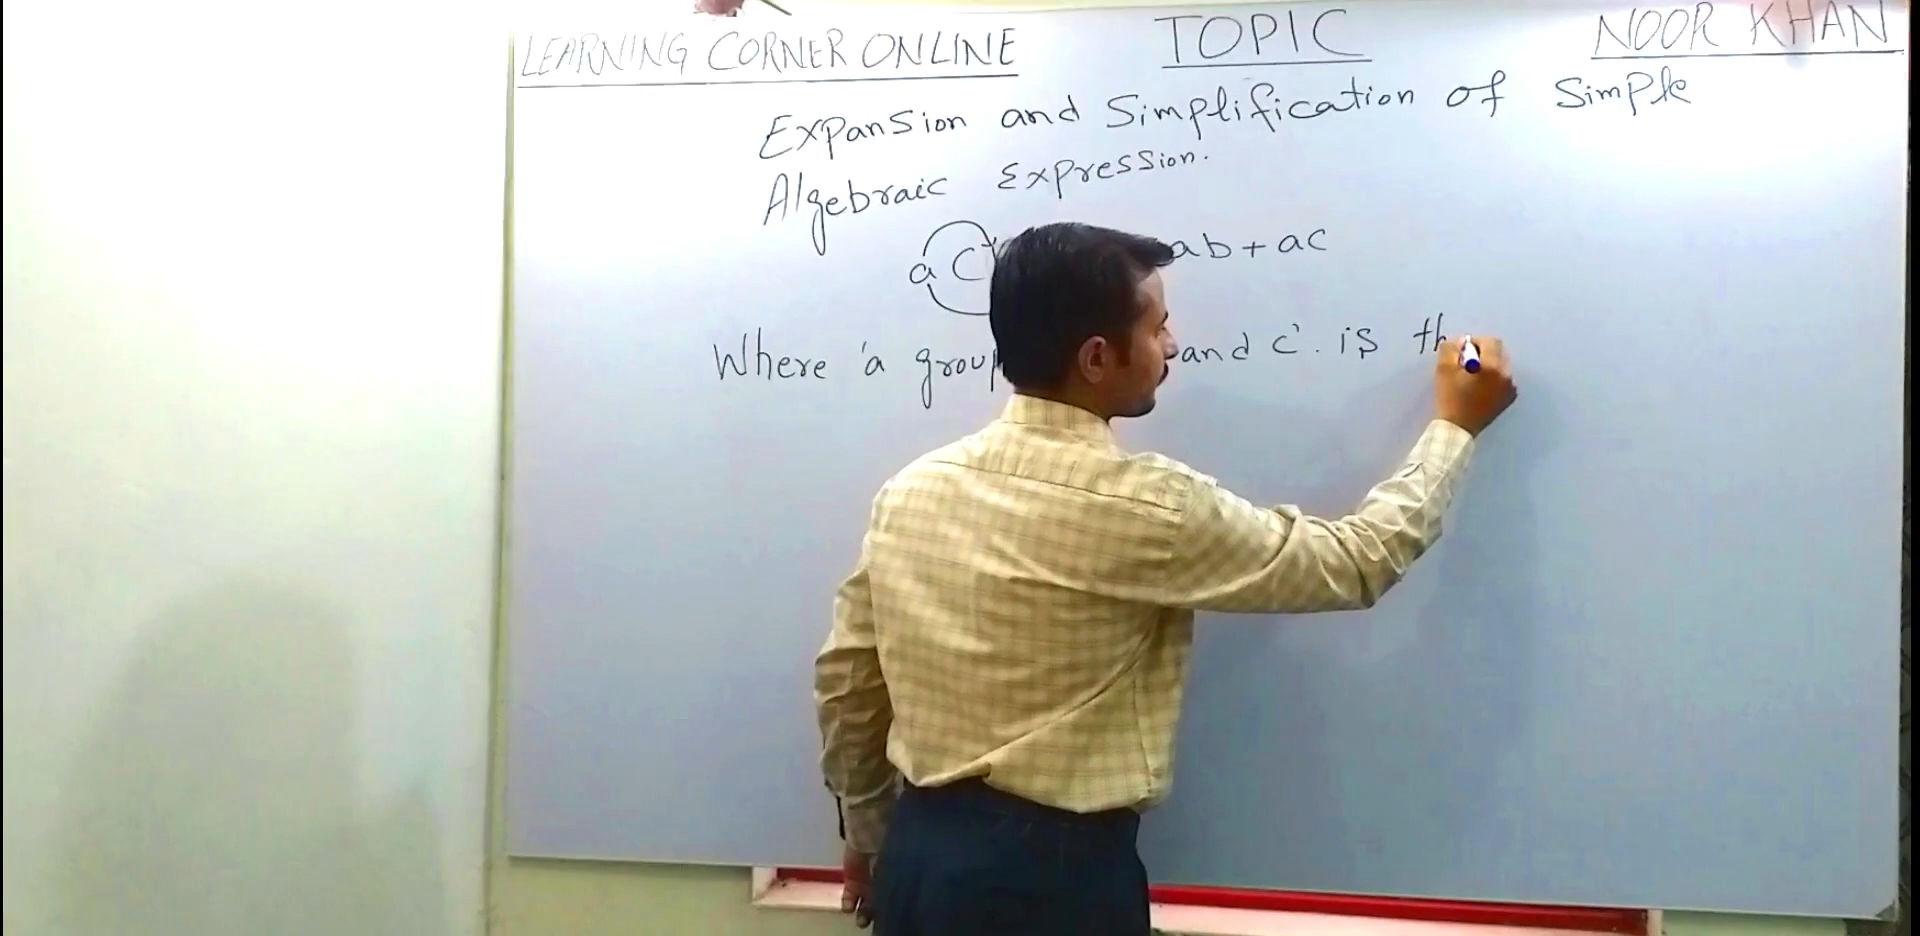 LEARNING CORNER ONLINE TOPIC NOOR KHAN
Expansion and Simplification of Simple
Algebraic Expression.
a ( ab + ac
Where 'a group and c'. is th